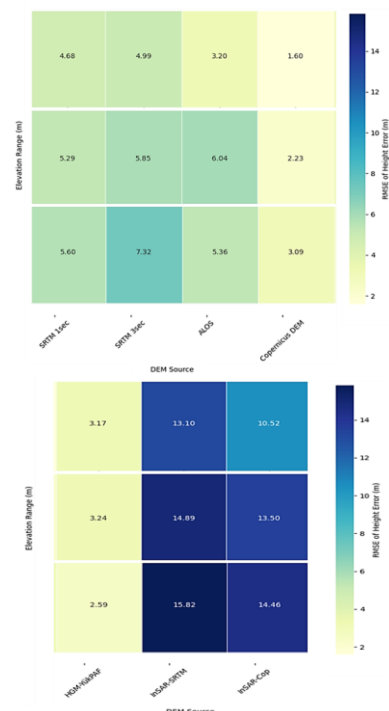 4.68 4.99 3.20 1.60
5.29 5.85 6.04 2.23
5.60 7.32 5.36 3.09
Elevation Range (m)
SRTM 1sec SRTM 3sec ALOS Copernicus DEM
DEM Source
14
12
10
8
6
4
2
RMSE of Height Error (m)
3.17 13.10 10.52
3.24 14.89 13.50
2.59 15.82 14.46
Elevation Range (m)
InSAR-SRTM InSAR-Cop
DEM Source
14
12
10
8
6
4
2
RMSE of Height Error (m)